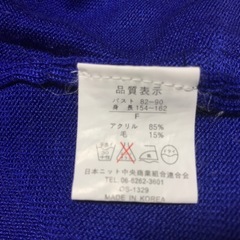 品質表示
バスト 82-90
身長 154-162
F
アクリル 85%
毛 15%
日本ニット中央商業組合連合会
TEL 06-6262-3601
OS-1329
MADE IN KOREA